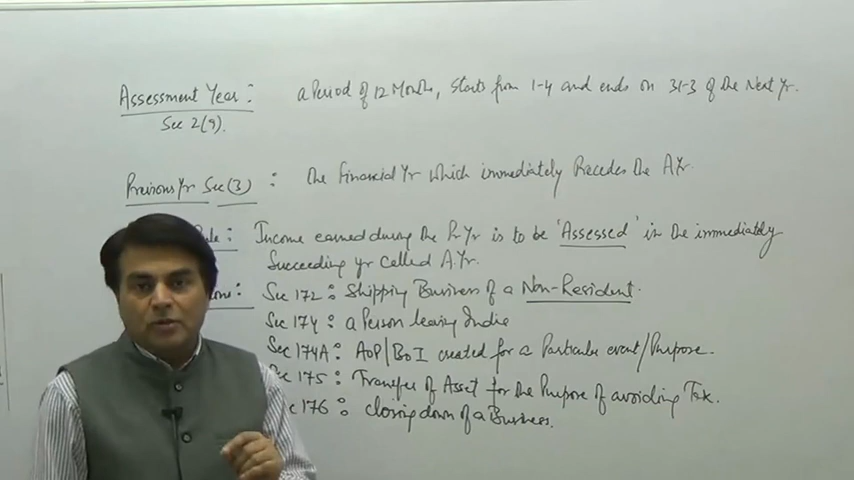 Assessment Year : a Period of 12 Months, Starts from 1-4 and ends on 31-3 of the Next Yr.
Sec 2(9).
Previous Yr Sec(3) : The Financial Yr which immediately Precedes the A.Yr
Rule : Income earned during the P.Yr is to be 'Assessed' in the immediately
Succeeding yr called A.Yr.
Sec 172 : Shipping Business of a Non-Resident.
Sec 174 : a Person leaving India
Sec 174A : AoP/BoI created for a Particular event/Purpose.
Sec 175 : Transfer of Asset for the Purpose of avoiding Tax.
176 : closing down of a Business.